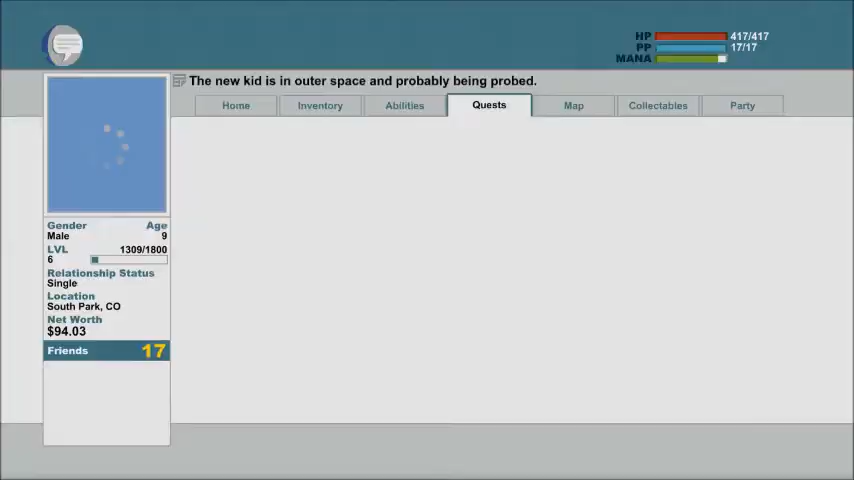 HP 417/417
PP 17/17
MANA
The new kid is in outer space and probably being probed.
Home Inventory Abilities Quests Map Collectables Party
Gender Age
Male 9
LVL 1309/1800
6
Relationship Status
Single
Location
South Park, CO
Net Worth
$94.03
Friends 17